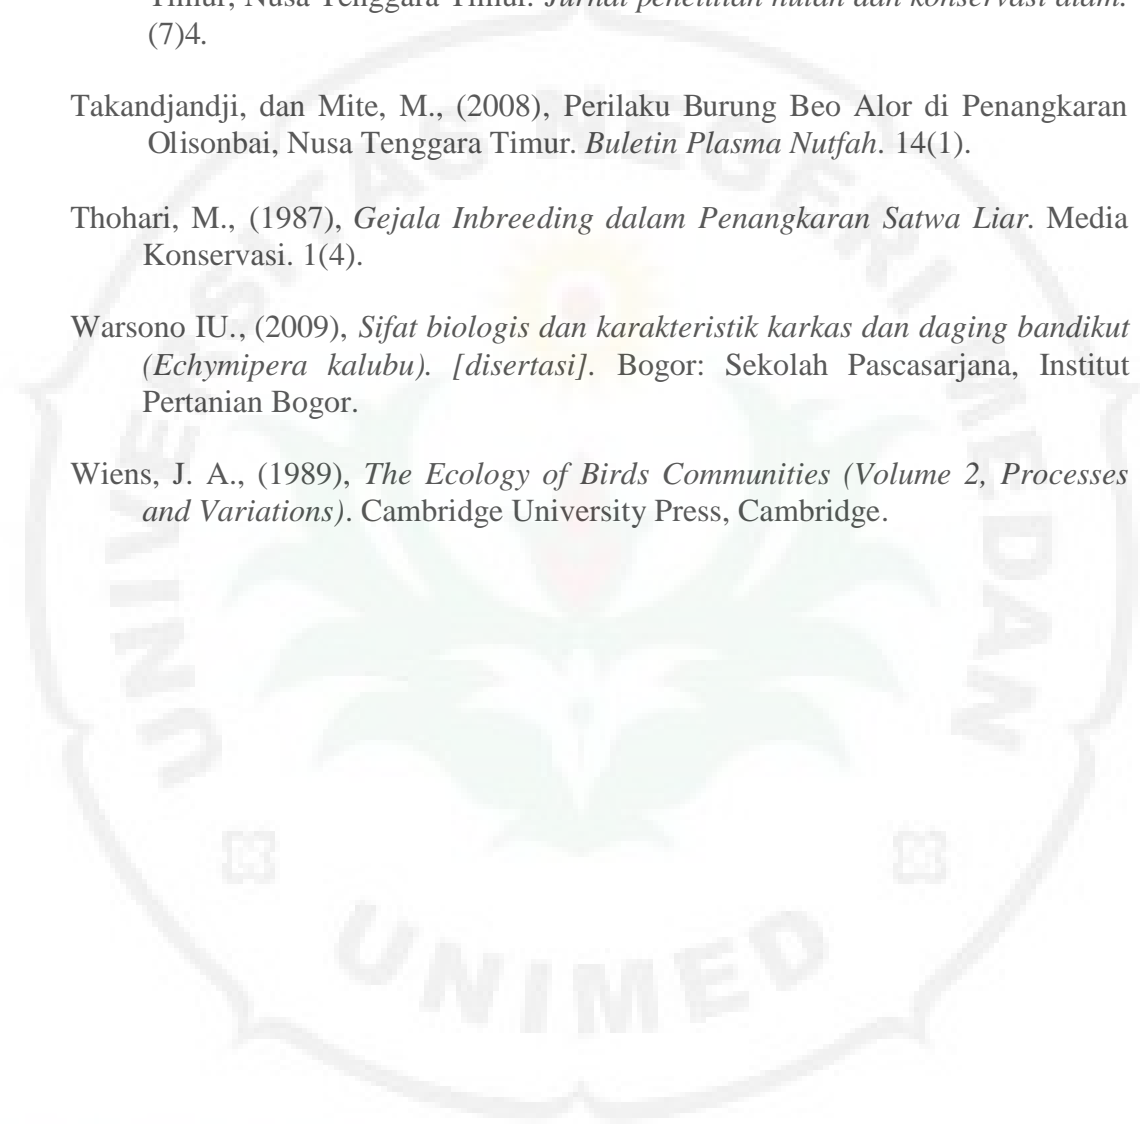 Timur, Nusa Tenggara Timur. Jurnal penelitian hutan dan konservasi alam.
(7)4.
Takandjandji, dan Mite, M., (2008), Perilaku Burung Beo Alor di Penangkaran
Olisonbai, Nusa Tenggara Timur. Buletin Plasma Nutfah. 14(1).
Thohari, M., (1987), Gejala Inbreeding dalam Penangkaran Satwa Liar. Media
Konservasi. 1(4).
Warsono IU., (2009), Sifat biologis dan karakteristik karkas dan daging bandikut
(Echymipera kalubu). [disertasi]. Bogor: Sekolah Pascasarjana, Institut
Pertanian Bogor.
Wiens, J. A., (1989), The Ecology of Birds Communities (Volume 2, Processes
and Variations). Cambridge University Press, Cambridge.
UNIVERSITAS NEGERI MEDAN
UNIMED